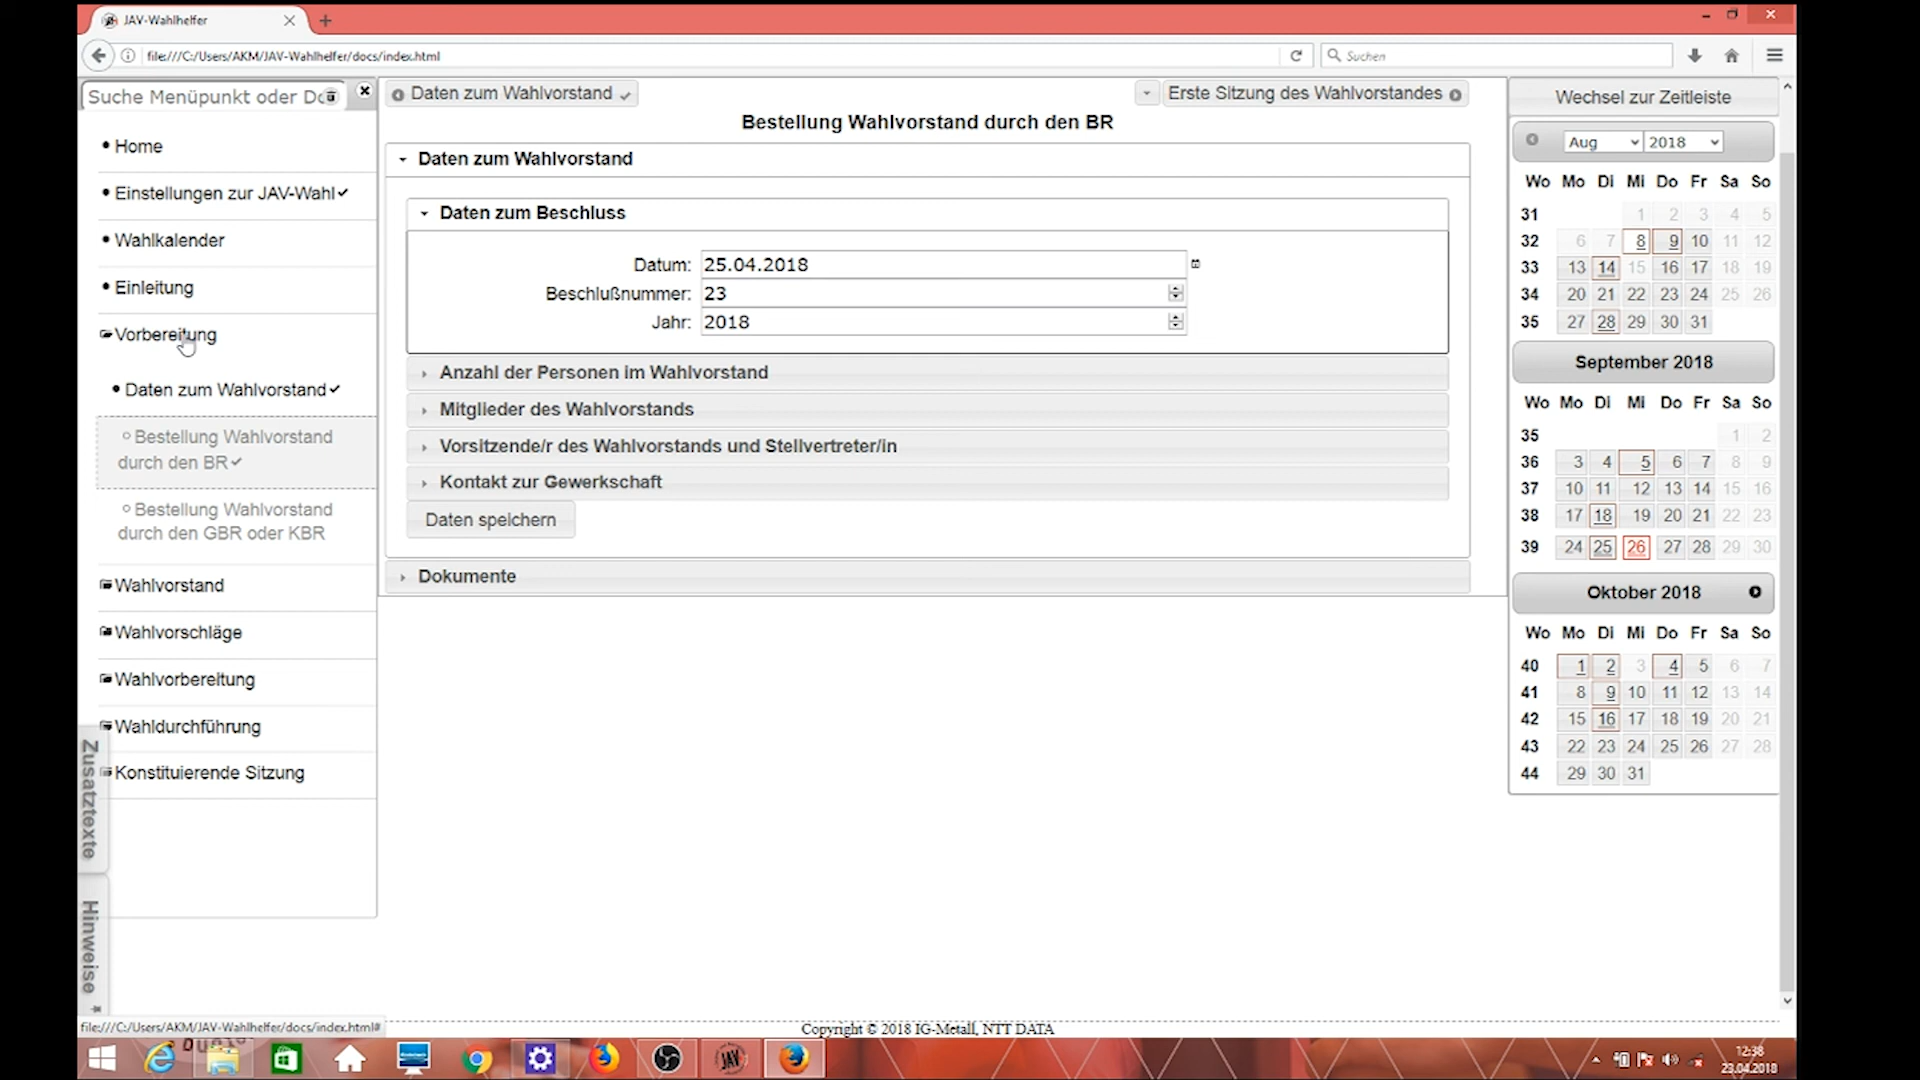 JAV-Wahlhelfer
file:///C:/Users/AKM/JAV-Wahlhelfer/docs/index.html
Suchen
Suche Menüpunkt oder Do
Home
Einstellungen zur JAV-Wahl✓
Wahlkalender
Einleitung
Vorbereitung
Daten zum Wahlvorstand✓
Bestellung Wahlvorstand
durch den BR✓
Bestellung Wahlvorstand
durch den GBR oder KBR
Wahlvorstand
Wahlvorschläge
Wahlvorbereitung
Wahldurchführung
Konstituierende Sitzung
Zusatztexte
Hinweise
Daten zum Wahlvorstand ✓
Erste Sitzung des Wahlvorstandes
Bestellung Wahlvorstand durch den BR
Daten zum Wahlvorstand
Daten zum Beschluss
Datum: 25.04.2018
Beschlußnummer: 23
Jahr: 2018
Anzahl der Personen im Wahlvorstand
Mitglieder des Wahlvorstands
Vorsitzende/r des Wahlvorstands und Stellvertreter/in
Kontakt zur Gewerkschaft
Daten speichern
Dokumente
Wechsel zur Zeitleiste
Aug 2018
Wo Mo Di Mi Do Fr Sa So
31 1 2 3 4 5
32 6 7 8 9 10 11 12
33 13 14 15 16 17 18 19
34 20 21 22 23 24 25 26
35 27 28 29 30 31
September 2018
Wo Mo Di Mi Do Fr Sa So
35 1 2
36 3 4 5 6 7 8 9
37 10 11 12 13 14 15 16
38 17 18 19 20 21 22 23
39 24 25 26 27 28 29 30
Oktober 2018
Wo Mo Di Mi Do Fr Sa So
40 1 2 3 4 5 6 7
41 8 9 10 11 12 13 14
42 15 16 17 18 19 20 21
43 22 23 24 25 26 27 28
44 29 30 31
file:///C:/Users/AKM/JAV-Wahlhelfer/docs/index.html#
Copyright © 2018 IG-Metall, NTT DATA
JAV
12:38
23.04.2018